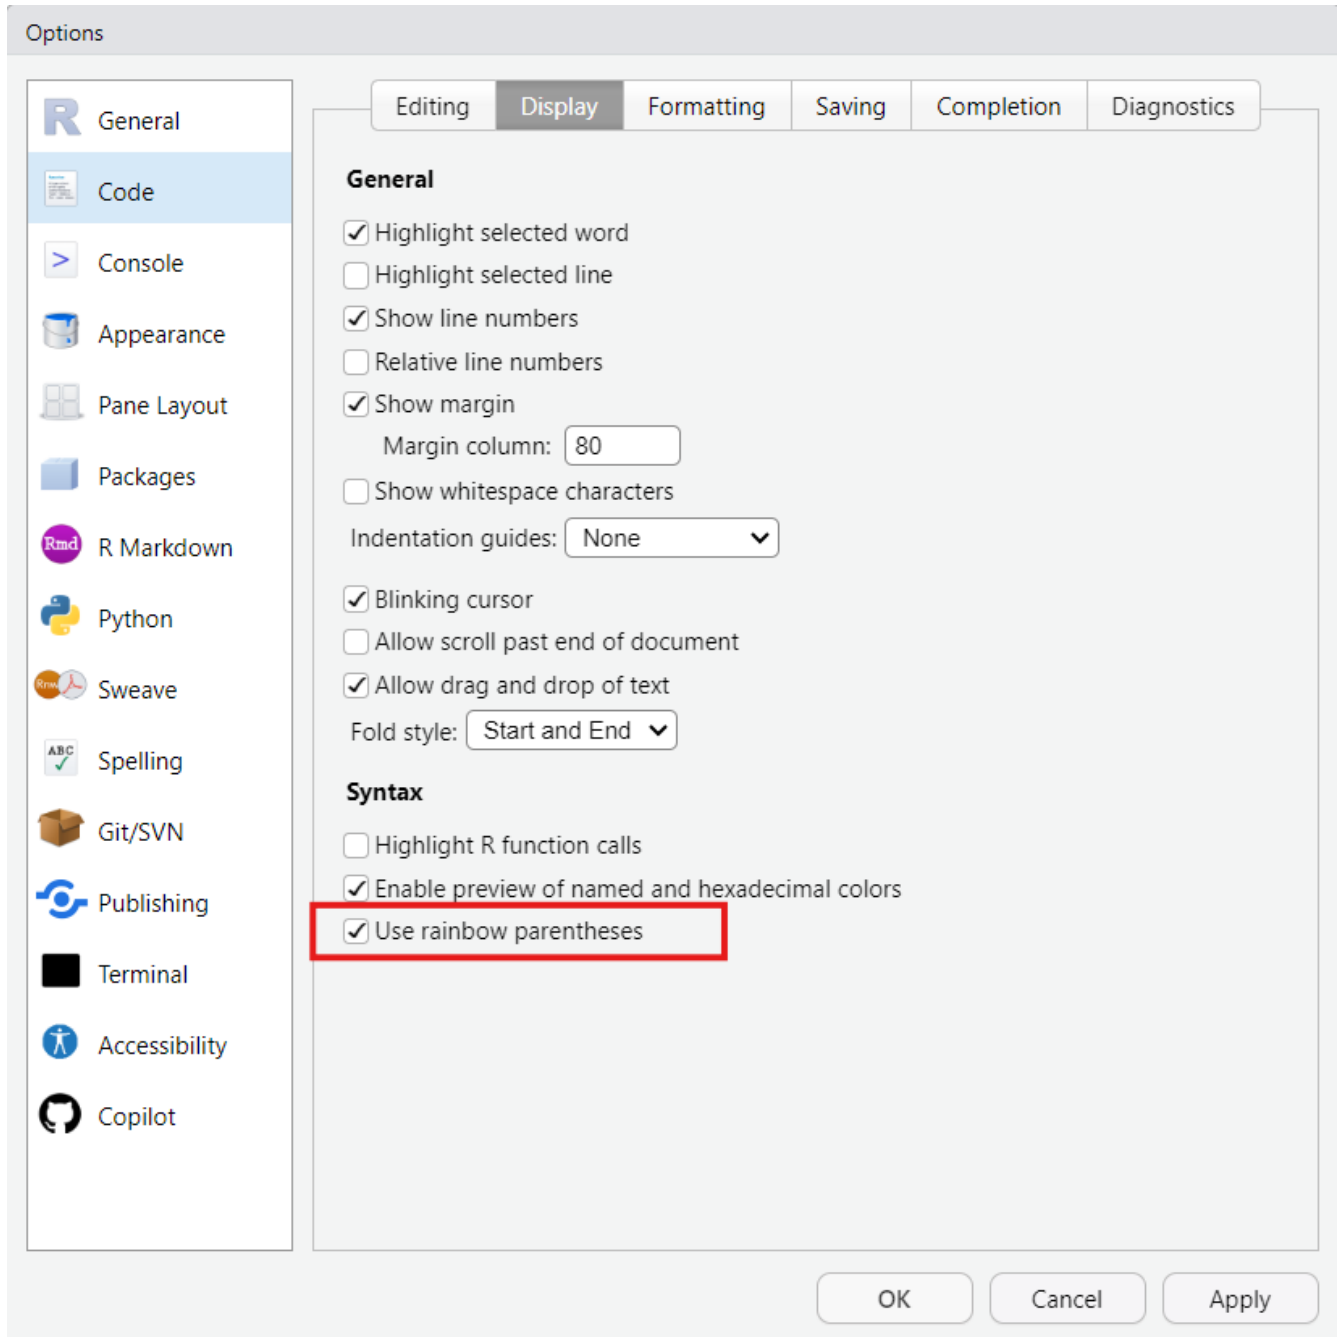 Options
General
Code
Console
Appearance
Pane Layout
Packages
Rmd R Markdown
Python
Sweave
ABC Spelling
Git/SVN
Publishing
Terminal
Accessibility
Copilot
Editing Display Formatting Saving Completion Diagnostics
General
Highlight selected word
Highlight selected line
Show line numbers
Relative line numbers
Show margin
Margin column: 80
Show whitespace characters
Indentation guides: None
Blinking cursor
Allow scroll past end of document
Allow drag and drop of text
Fold style: Start and End
Syntax
Highlight R function calls
Enable preview of named and hexadecimal colors
Use rainbow parentheses
OK Cancel Apply